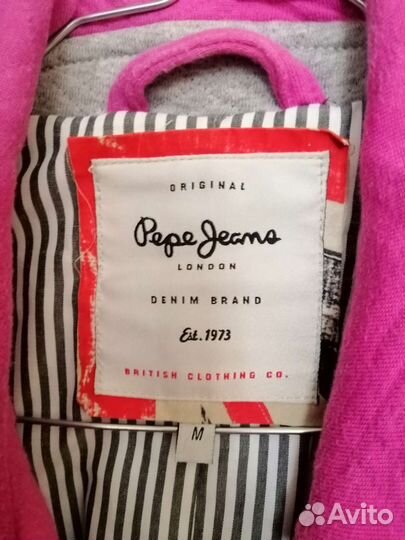 ORIGINAL
Pepe Jeans
LONDON
DENIM BRAND
Est. 1973
BRITISH CLOTHING CO.
M
Avito